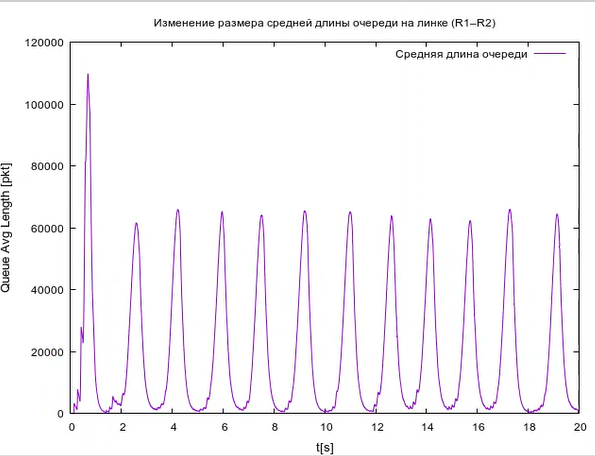 Изменение размера средней длины очереди на линке (R1–R2)
120000
Средняя длина очереди
100000
80000
60000
40000
20000
0
Queue Avg Length [pkt]
0 2 4 6 8 10 12 14 16 18 20
t[s]